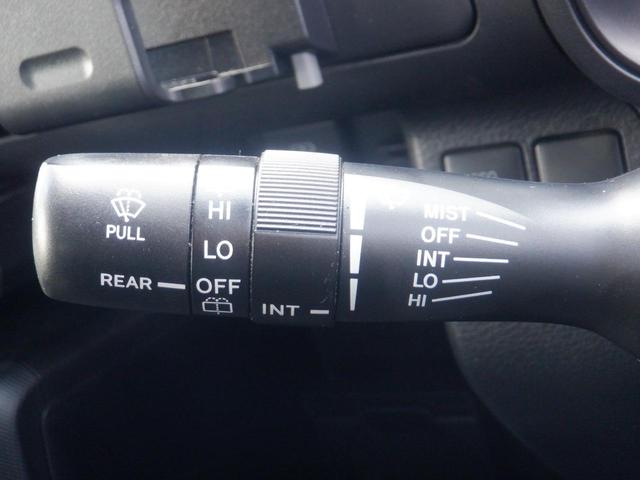 PULL
REAR
HI
LO
OFF
INT
MIST
OFF
INT
LO
HI